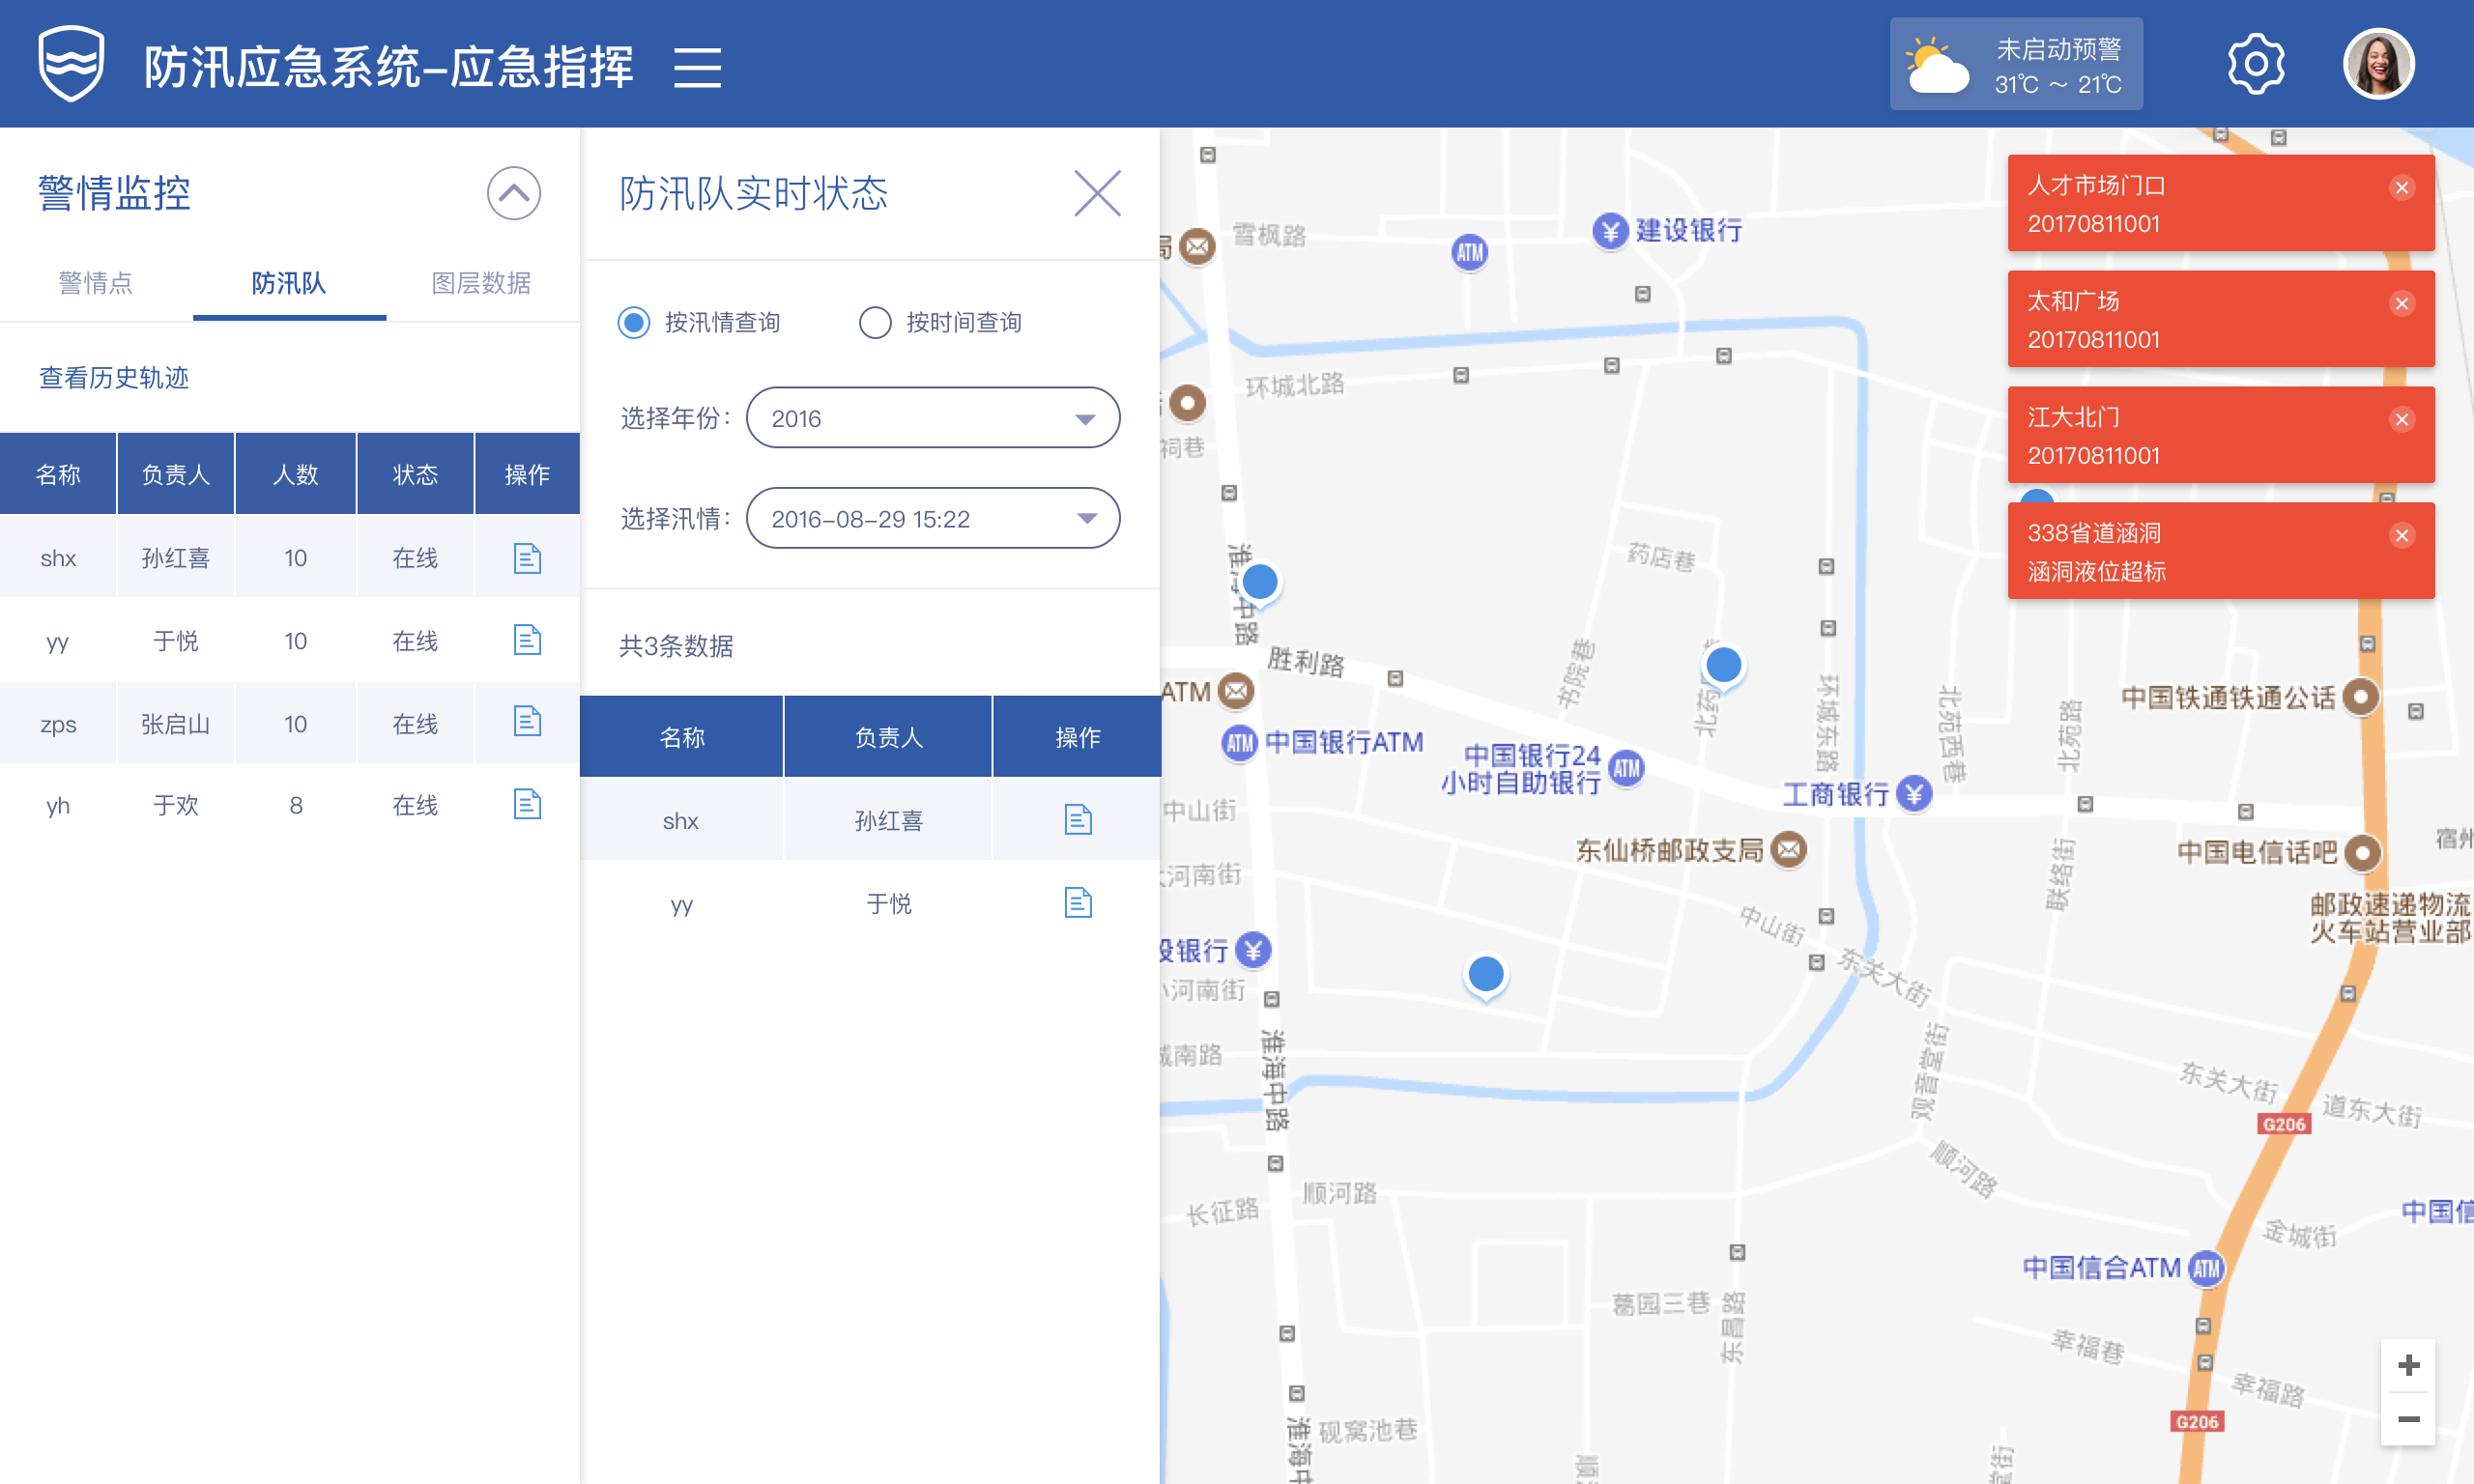 防汛应急系统-应急指挥
未启动预警
31℃ ~ 21℃
警情监控
警情点
防汛队
图层数据
查看历史轨迹
名称 负责人 人数 状态 操作
shx 孙红喜 10 在线
yy 于悦 10 在线
zps 张启山 10 在线
yh 于欢 8 在线
防汛队实时状态
按汛情查询
按时间查询
选择年份：
2016
选择汛情：
2016-08-29 15:22
共3条数据
名称 负责人 操作
shx 孙红喜
yy 于悦
人才市场门口
20170811001
太和广场
20170811001
江大北门
20170811001
338省道涵洞
涵洞液位超标
局
雪枫路
ATM
¥
建设银行
环城北路
祠巷
药店巷
淮海中路
胜利路
书院巷
环城东路
北苑西巷
北苑路
中国铁通铁通公话
ATM
ATM
中国银行ATM
中国银行24
小时自助银行
ATM
工商银行
¥
中山街
东仙桥邮政支局
中国电信话吧
宿州
河南街
联络街
邮政速递物流
火车站营业部
中山街
设银行
¥
东关大街
小河南街
城南路
淮海中路
观音堂街
东关大街
道东大街
G206
顺河路
顺河路
长征路
金城街
中国信
中国信合ATM
ATM
葛园三巷
东昌路
幸福巷
幸福路
G206
砚窝池巷
淮海中
+
−